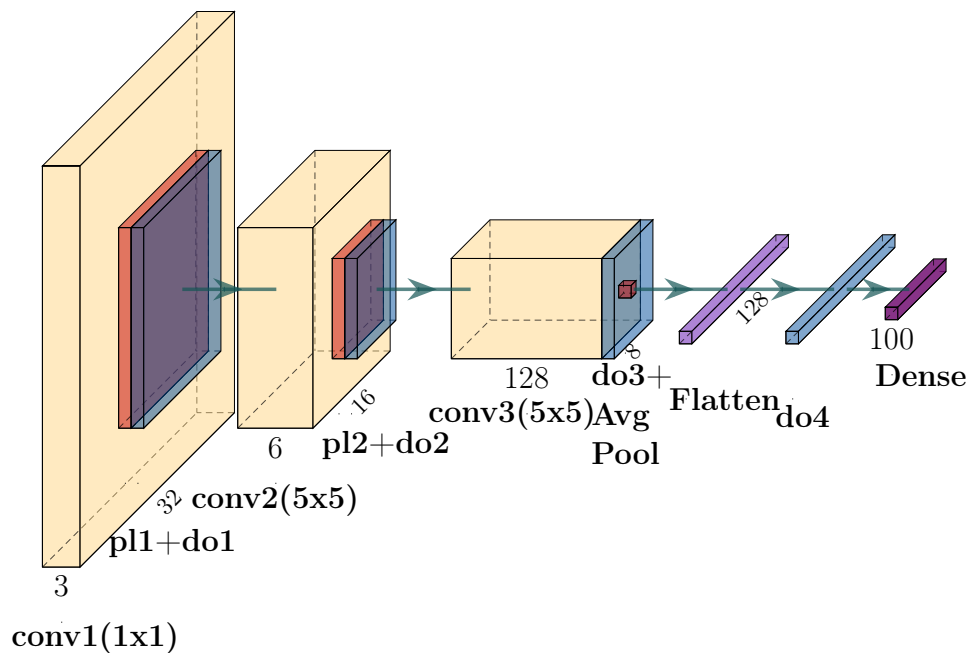 3
32
conv1(1x1)
pl1+do1
6
16
conv2(5x5)
pl2+do2
128
8
conv3(5x5)
do3+
Avg
Pool
Flatten
128
do4
100
Dense